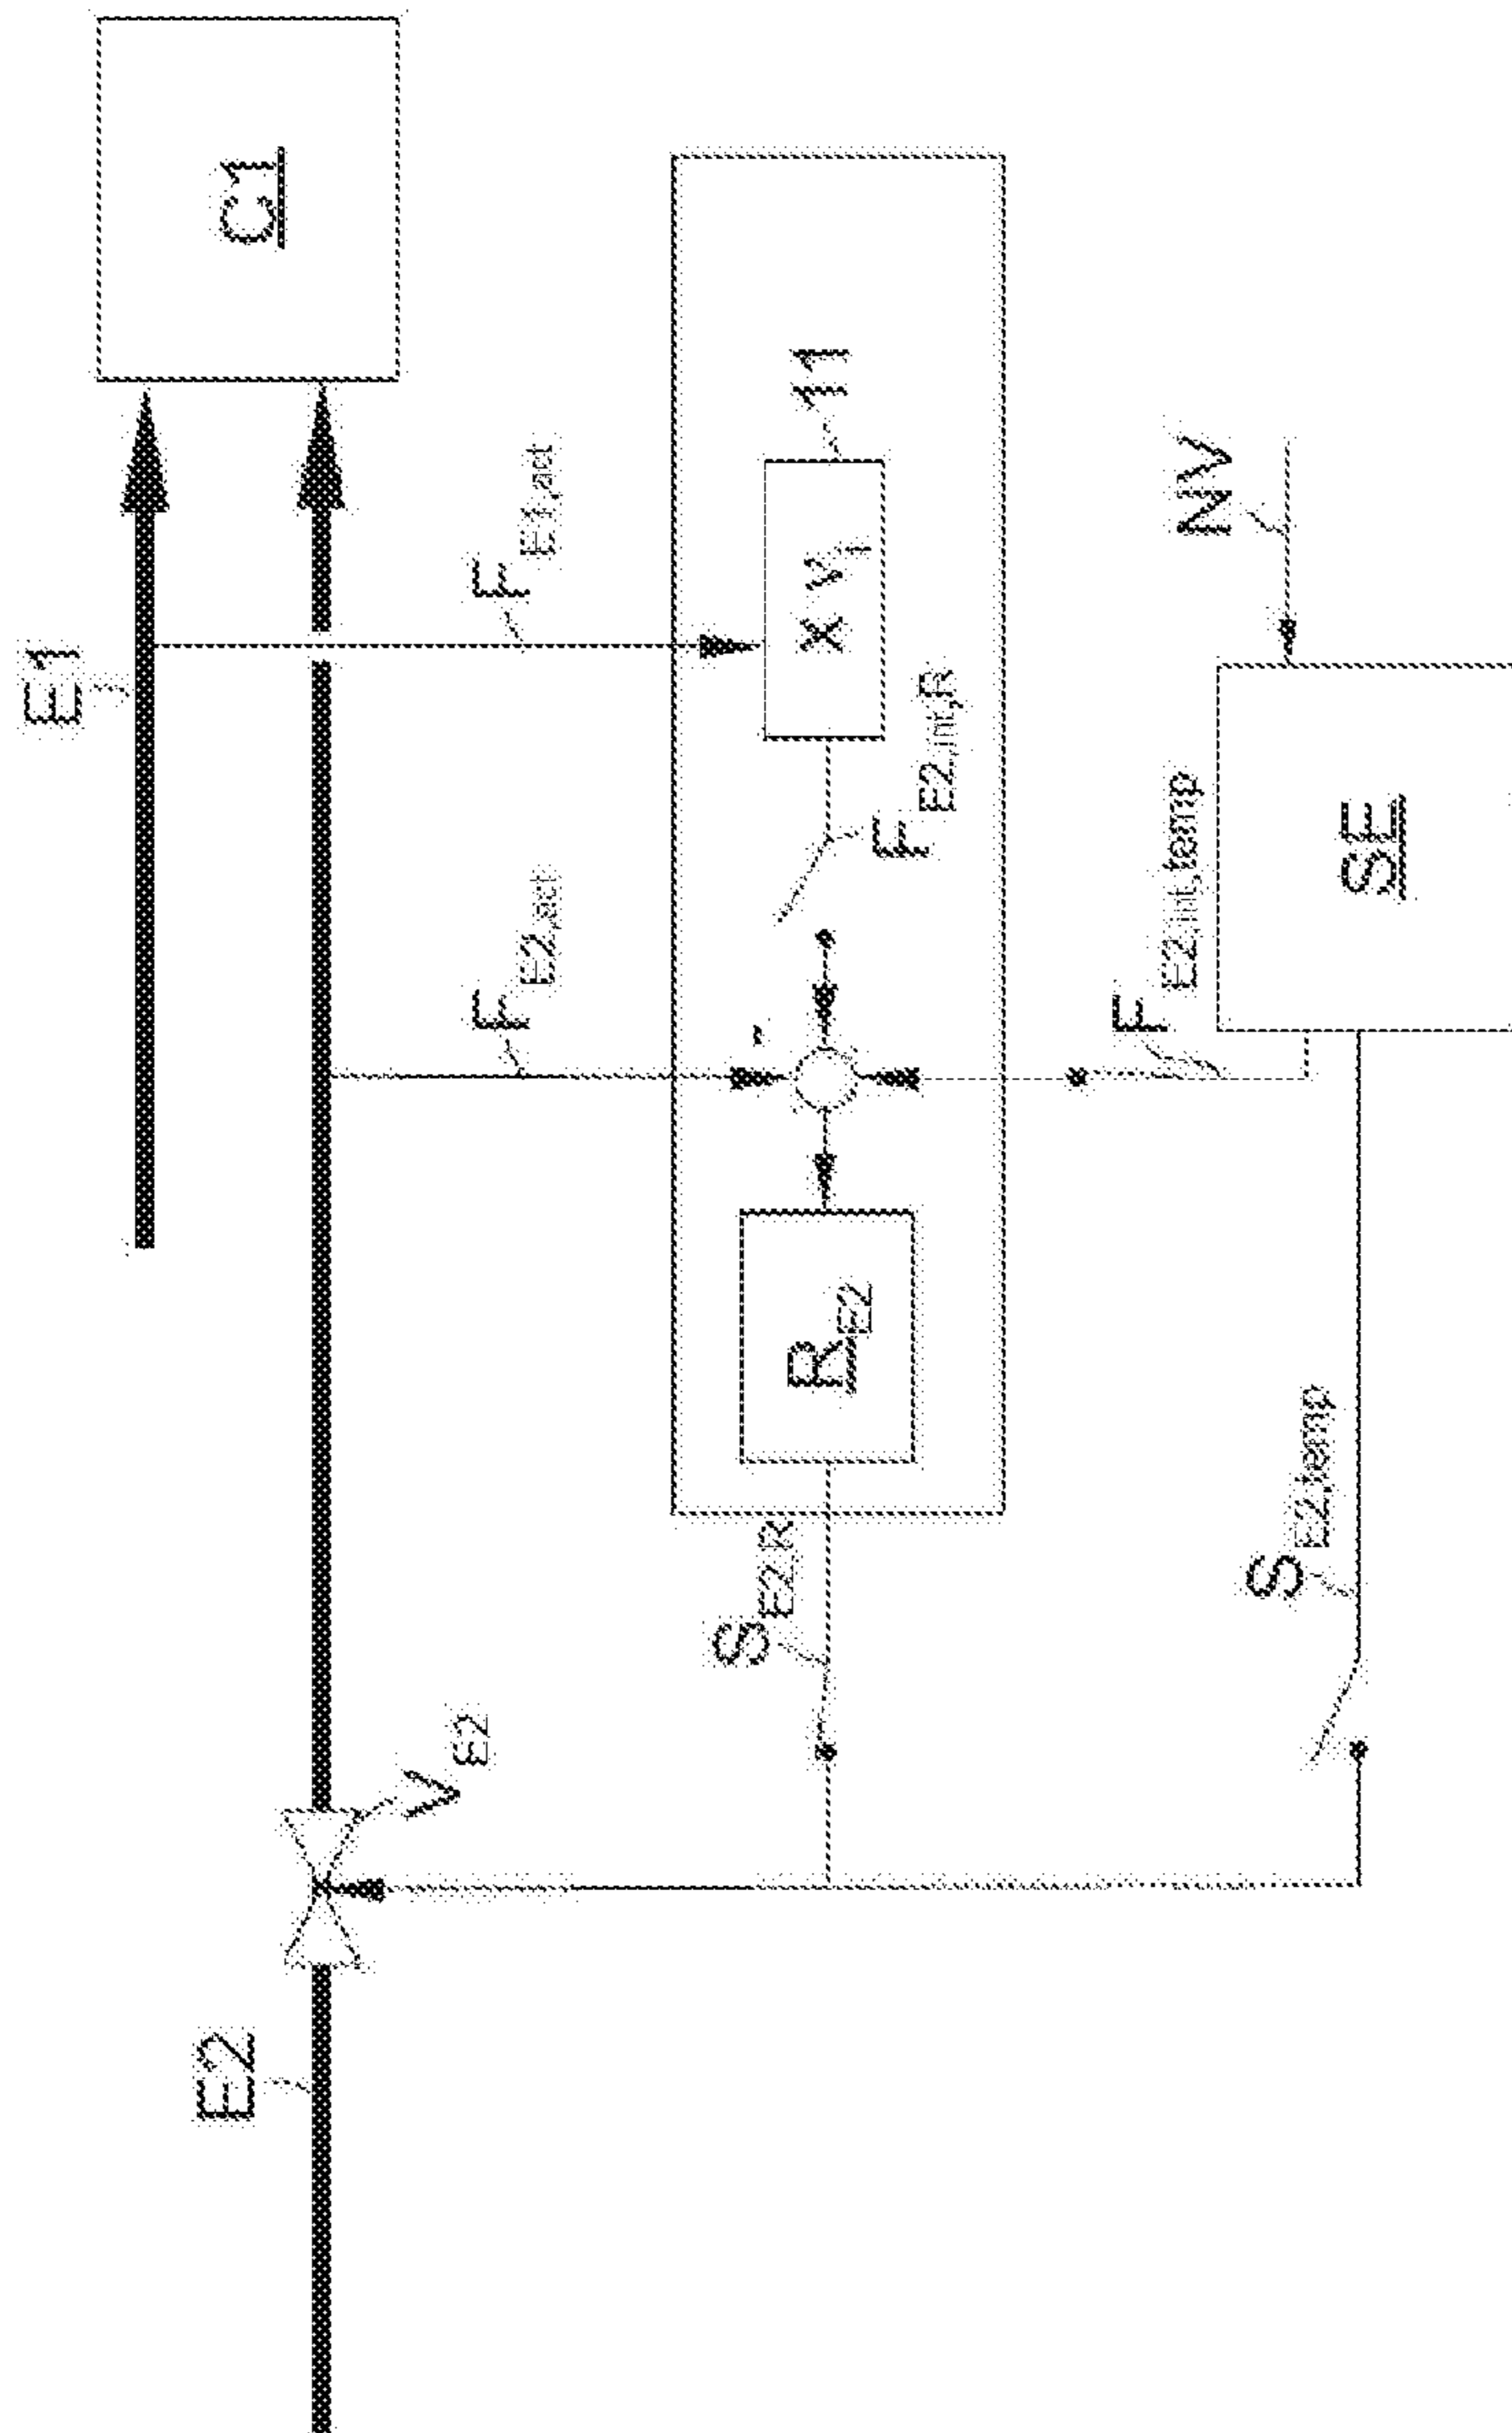 E1
C1
E2
V E2
F E2,act
F E1,act
11
x v i
F E2,int,R
R E2
S E2,R
NV
F E2,int,temp
SE
S E2,temp
-